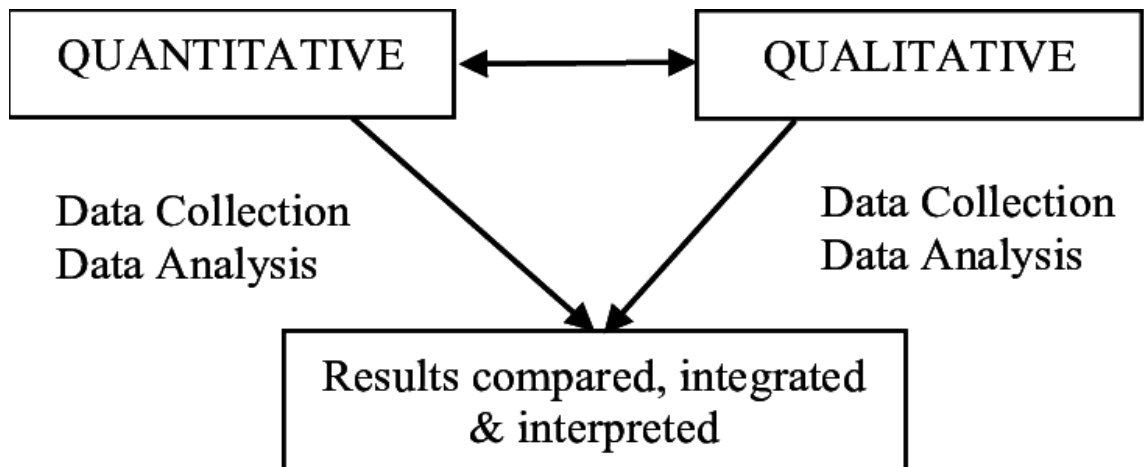 QUANTITATIVE
QUALITATIVE
Data Collection
Data Analysis
Data Collection
Data Analysis
Results compared, integrated
& interpreted